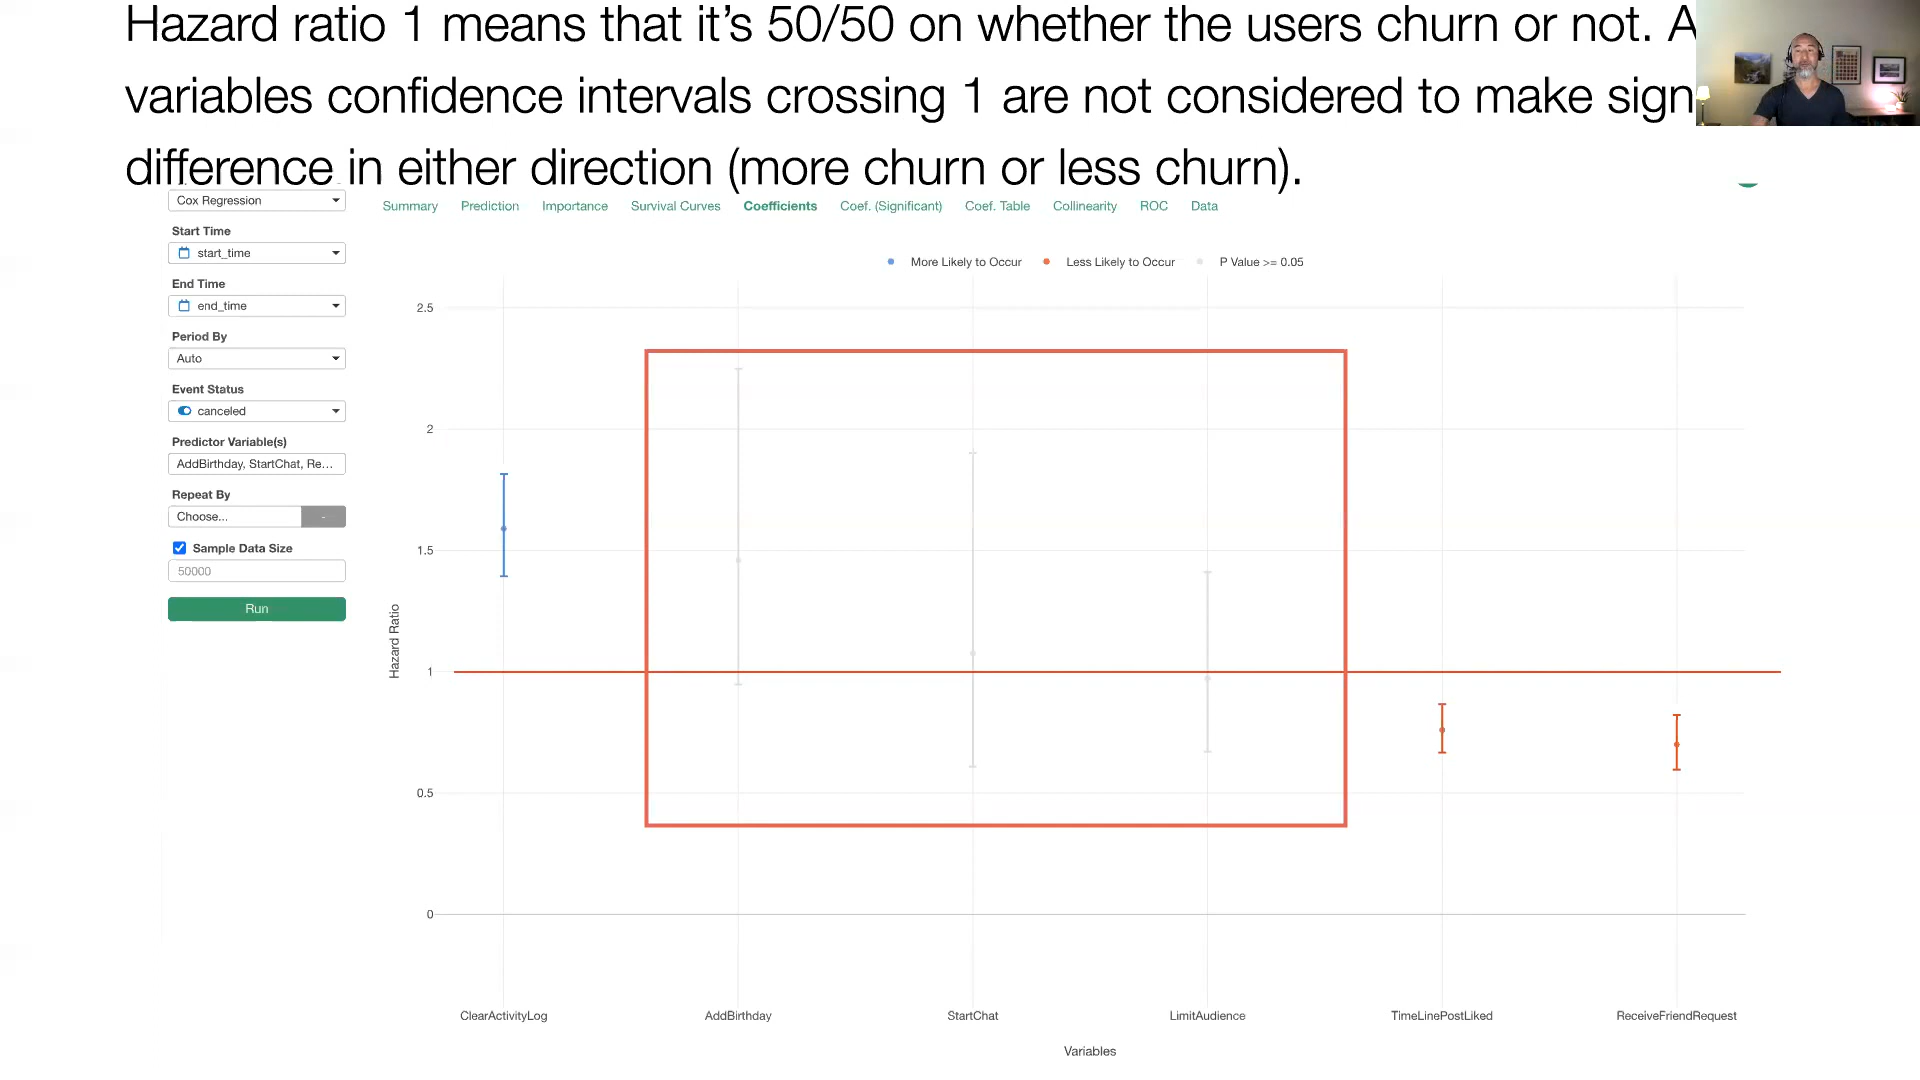 Hazard ratio 1 means that it's 50/50 on whether the users churn or not. A
variables confidence intervals crossing 1 are not considered to make sign
difference in either direction (more churn or less churn).
Cox Regression
Summary Prediction Importance Survival Curves Coefficients Coef. (Significant) Coef. Table Collinearity ROC Data
Start Time
start_time
End Time
end_time
Period By
Auto
Event Status
canceled
Predictor Variable(s)
AddBirthday, StartChat, Re...
Repeat By
Choose... -
Sample Data Size
50000
Run
More Likely to Occur Less Likely to Occur P Value >= 0.05
2.5
2
1.5
1
0.5
0
Hazard Ratio
ClearActivityLog AddBirthday StartChat LimitAudience TimeLinePostLiked ReceiveFriendRequest
Variables